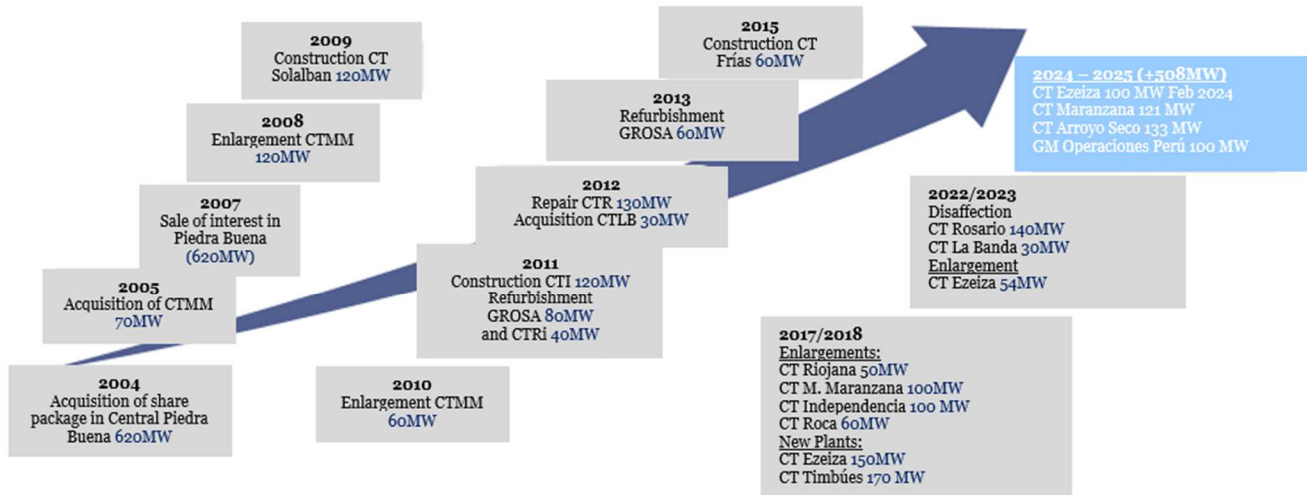 2004
Acquisition of share
package in Central Piedra
Buena 620MW
2005
Acquisition of CTMM
70MW
2007
Sale of interest in
Piedra Buena
(620MW)
2008
Enlargement CTMM
120MW
2009
Construction CT
Solalban 120MW
2010
Enlargement CTMM
60MW
2011
Construction CTI 120MW
Refurbishment
GROSA 80MW
and CTRi 40MW
2012
Repair CTR 130MW
Acquisition CTLB 30MW
2013
Refurbishment
GROSA 60MW
2015
Construction CT
Frías 60MW
2017/2018
Enlargements:
CT Riojana 50MW
CT M. Maranzana 100MW
CT Independencia 100 MW
CT Roca 60MW
New Plants:
CT Ezeiza 150MW
CT Timbúes 170 MW
2022/2023
Disaffection
CT Rosario 140MW
CT La Banda 30MW
Enlargement
CT Ezeiza 54MW
2024 – 2025 (+508MW)
CT Ezeiza 100 MW Feb 2024
CT Maranzana 121 MW
CT Arroyo Seco 133 MW
GM Operaciones Perú 100 MW